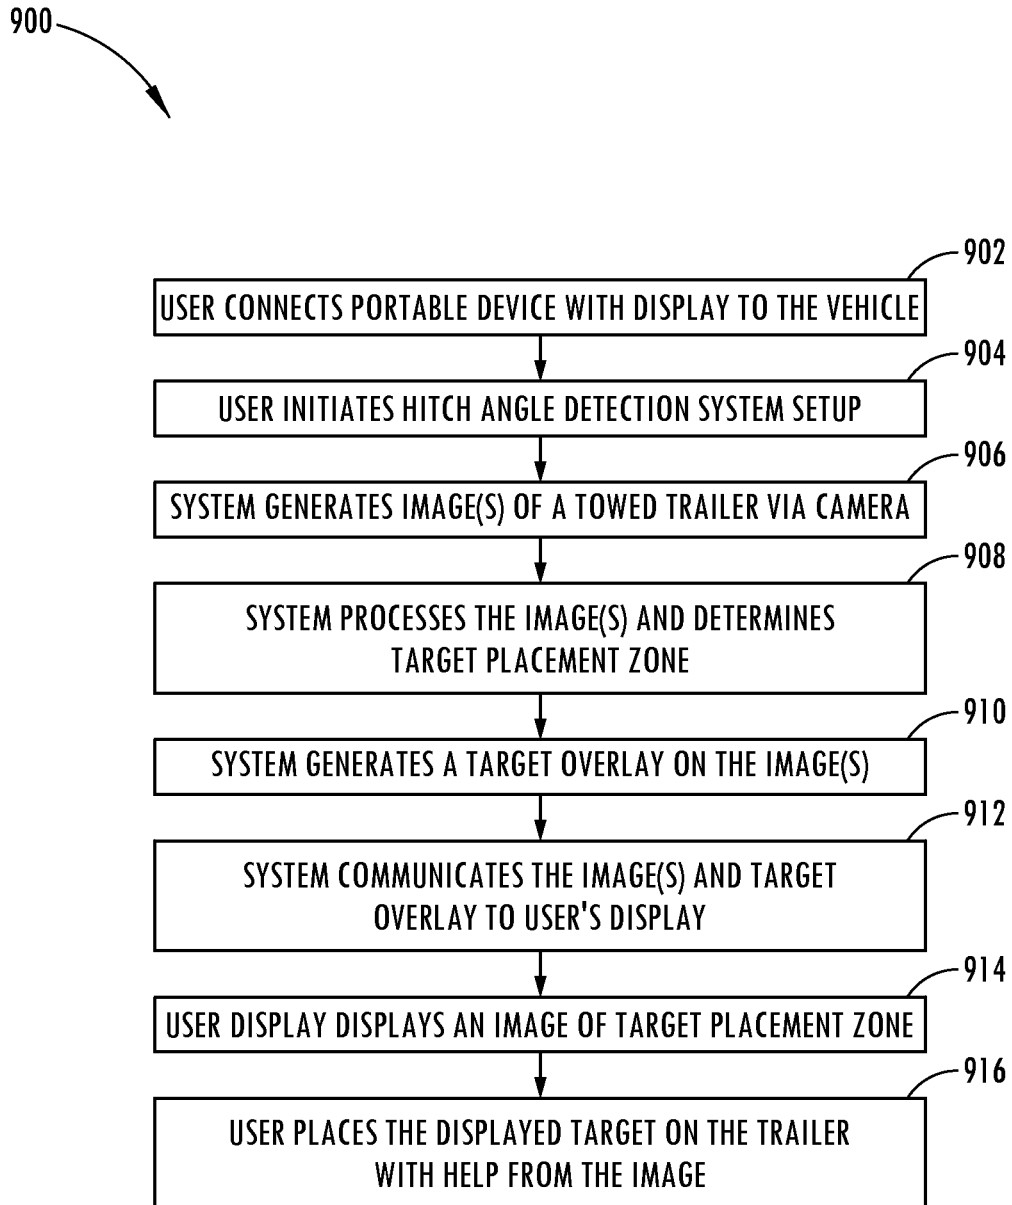 900
902
USER CONNECTS PORTABLE DEVICE WITH DISPLAY TO THE VEHICLE
904
USER INITIATES HITCH ANGLE DETECTION SYSTEM SETUP
906
SYSTEM GENERATES IMAGE(S) OF A TOWED TRAILER VIA CAMERA
908
SYSTEM PROCESSES THE IMAGE(S) AND DETERMINES
TARGET PLACEMENT ZONE
910
SYSTEM GENERATES A TARGET OVERLAY ON THE IMAGE(S)
912
SYSTEM COMMUNICATES THE IMAGE(S) AND TARGET
OVERLAY TO USER'S DISPLAY
914
USER DISPLAY DISPLAYS AN IMAGE OF TARGET PLACEMENT ZONE
916
USER PLACES THE DISPLAYED TARGET ON THE TRAILER
WITH HELP FROM THE IMAGE